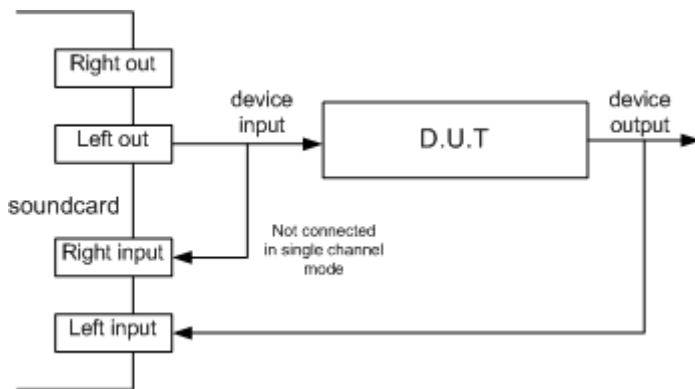 Right out
device
input
device
output
Left out
D.U.T
soundcard
Not connected
in single channel
mode
Right input
Left input